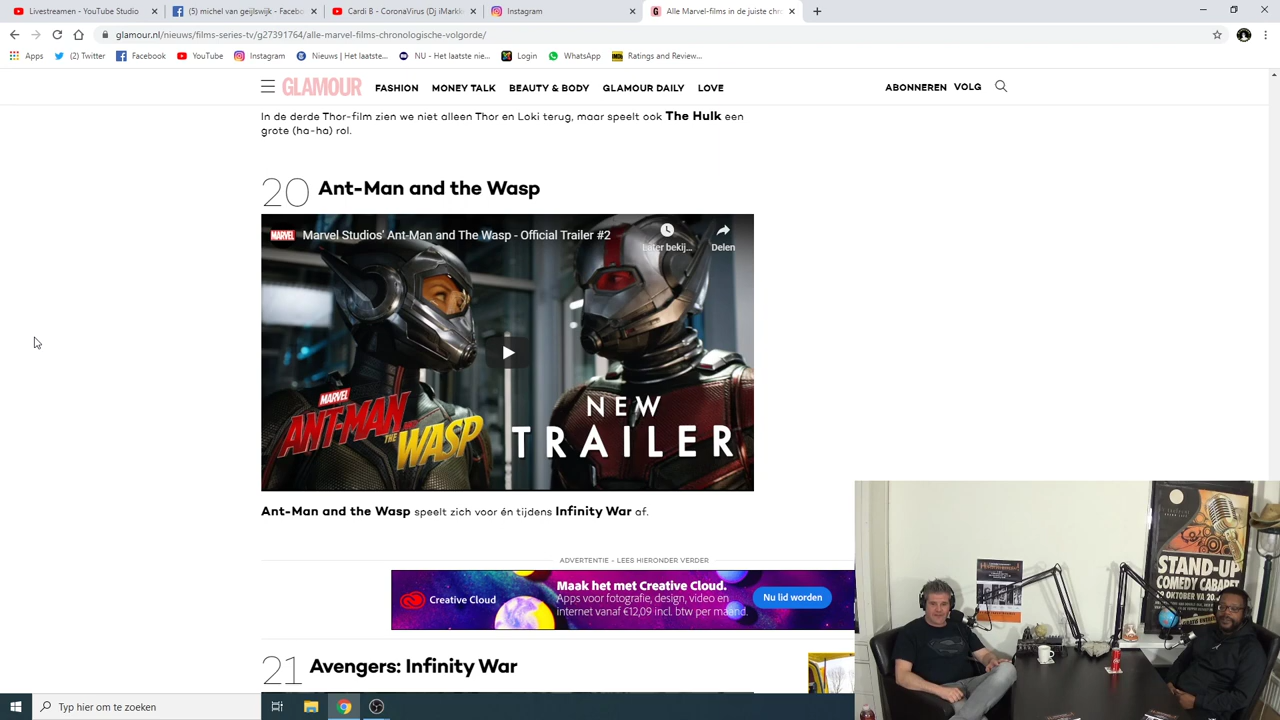 Livestreamen - YouTube Studio
(5) michel van geijlswijk - Facebo
Cardi B - CoronaVirus (Dj iMarkk
Instagram
Alle Marvel-films in de juiste chr
glamour.nl/nieuws/films-series-tv/g27391764/alle-marvel-films-chronologische-volgorde/
Apps
(2) Twitter
Facebook
YouTube
Instagram
Nieuws | Het laatste...
NU - Het laatste nie...
Login
WhatsApp
Ratings and Review...
GLAMOUR
FASHION
MONEY TALK
BEAUTY & BODY
GLAMOUR DAILY
LOVE
ABONNEREN
VOLG
In de derde Thor-film zien we niet alleen Thor en Loki terug, maar speelt ook The Hulk een
grote (ha-ha) rol.
20 Ant-Man and the Wasp
MARVEL Marvel Studios' Ant-Man and The Wasp - Official Trailer #2
Later bekij...
Delen
MARVEL
ANT-MAN
AND THE
WASP
NEW
TRAILER
Ant-Man and the Wasp speelt zich voor én tijdens Infinity War af.
ADVERTENTIE - LEES HIERONDER VERDER
Creative Cloud
Maak het met Creative Cloud.
Apps voor fotografie, design, video en
internet vanaf €12,09 incl. btw per maand.
Nu lid worden
21 Avengers: Infinity War
STAND-UP
COMEDY CABARET
Typ hier om te zoeken